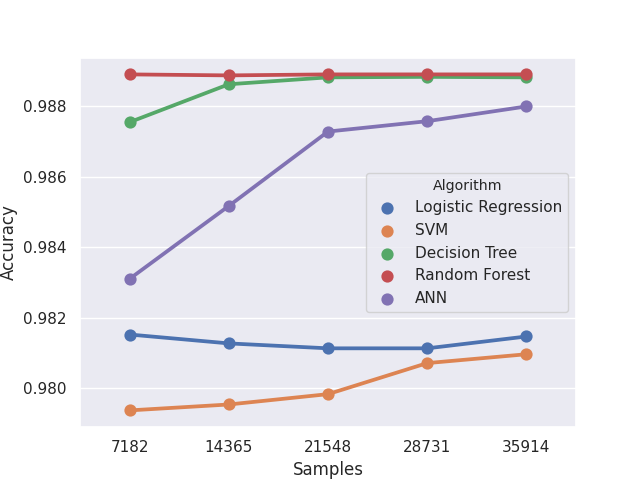 0.988
0.986
0.984
0.982
0.980
Accuracy
Algorithm
Logistic Regression
SVM
Decision Tree
Random Forest
ANN
7182 14365 21548 28731 35914
Samples